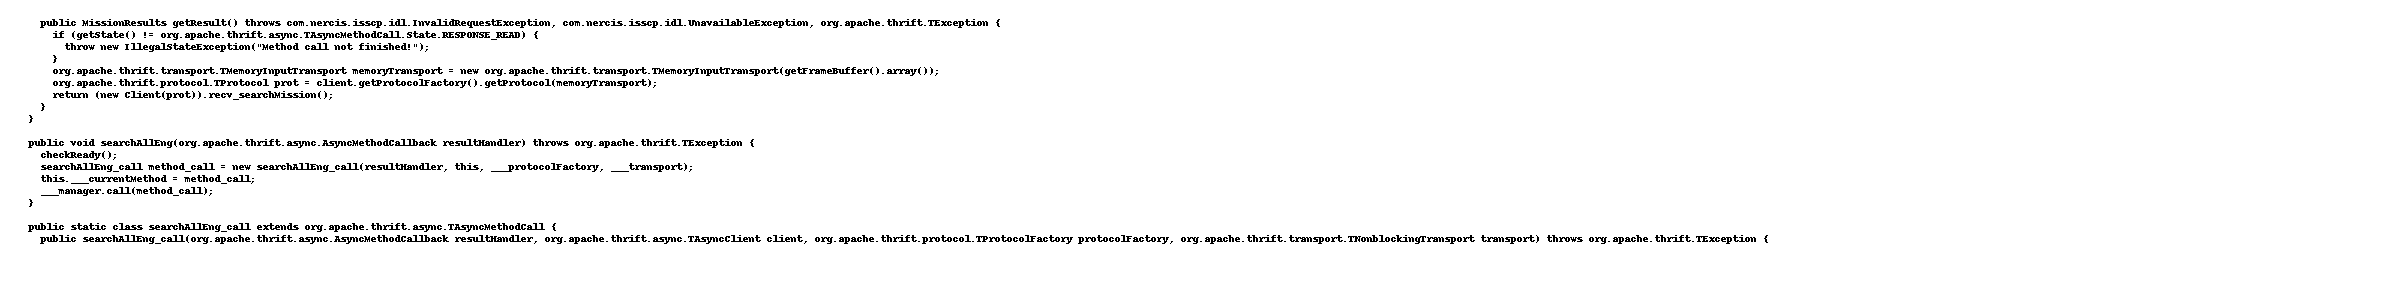 public MissionResults getResult() throws com.nercis.isscp.idl.InvalidRequestException, com.nercis.isscp.idl.UnavailableException, org.apache.thrift.TException {
if (getState() != org.apache.thrift.async.TAsyncMethodCall.State.RESPONSE_READ) {
throw new IllegalStateException("Method call not finished!");
}
org.apache.thrift.transport.TMemoryInputTransport memoryTransport = new org.apache.thrift.transport.TMemoryInputTransport(getFrameBuffer().array());
org.apache.thrift.protocol.TProtocol prot = client.getProtocolFactory().getProtocol(memoryTransport);
return (new Client(prot)).recv_searchMission();
}
}
public void searchAllEng(org.apache.thrift.async.AsyncMethodCallback resultHandler) throws org.apache.thrift.TException {
checkReady();
searchAllEng_call method_call = new searchAllEng_call(resultHandler, this, ___protocolFactory, ___transport);
this.___currentMethod = method_call;
___manager.call(method_call);
}
public static class searchAllEng_call extends org.apache.thrift.async.TAsyncMethodCall {
public searchAllEng_call(org.apache.thrift.async.AsyncMethodCallback resultHandler, org.apache.thrift.async.TAsyncClient client, org.apache.thrift.protocol.TProtocolFactory protocolFactory, org.apache.thrift.transport.TNonblockingTransport transport) throws org.apache.thrift.TException {